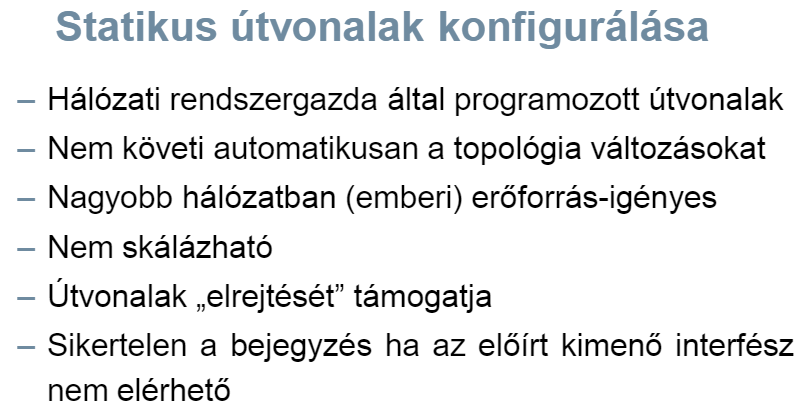 Statikus útvonalak konfigurálása
– Hálózati rendszergazda által programozott útvonalak
– Nem követi automatikusan a topológia változásokat
– Nagyobb hálózatban (emberi) erőforrás-igényes
– Nem skálázható
– Útvonalak „elrejtését” támogatja
– Sikertelen a bejegyzés ha az előírt kimenő interfész
nem elérhető